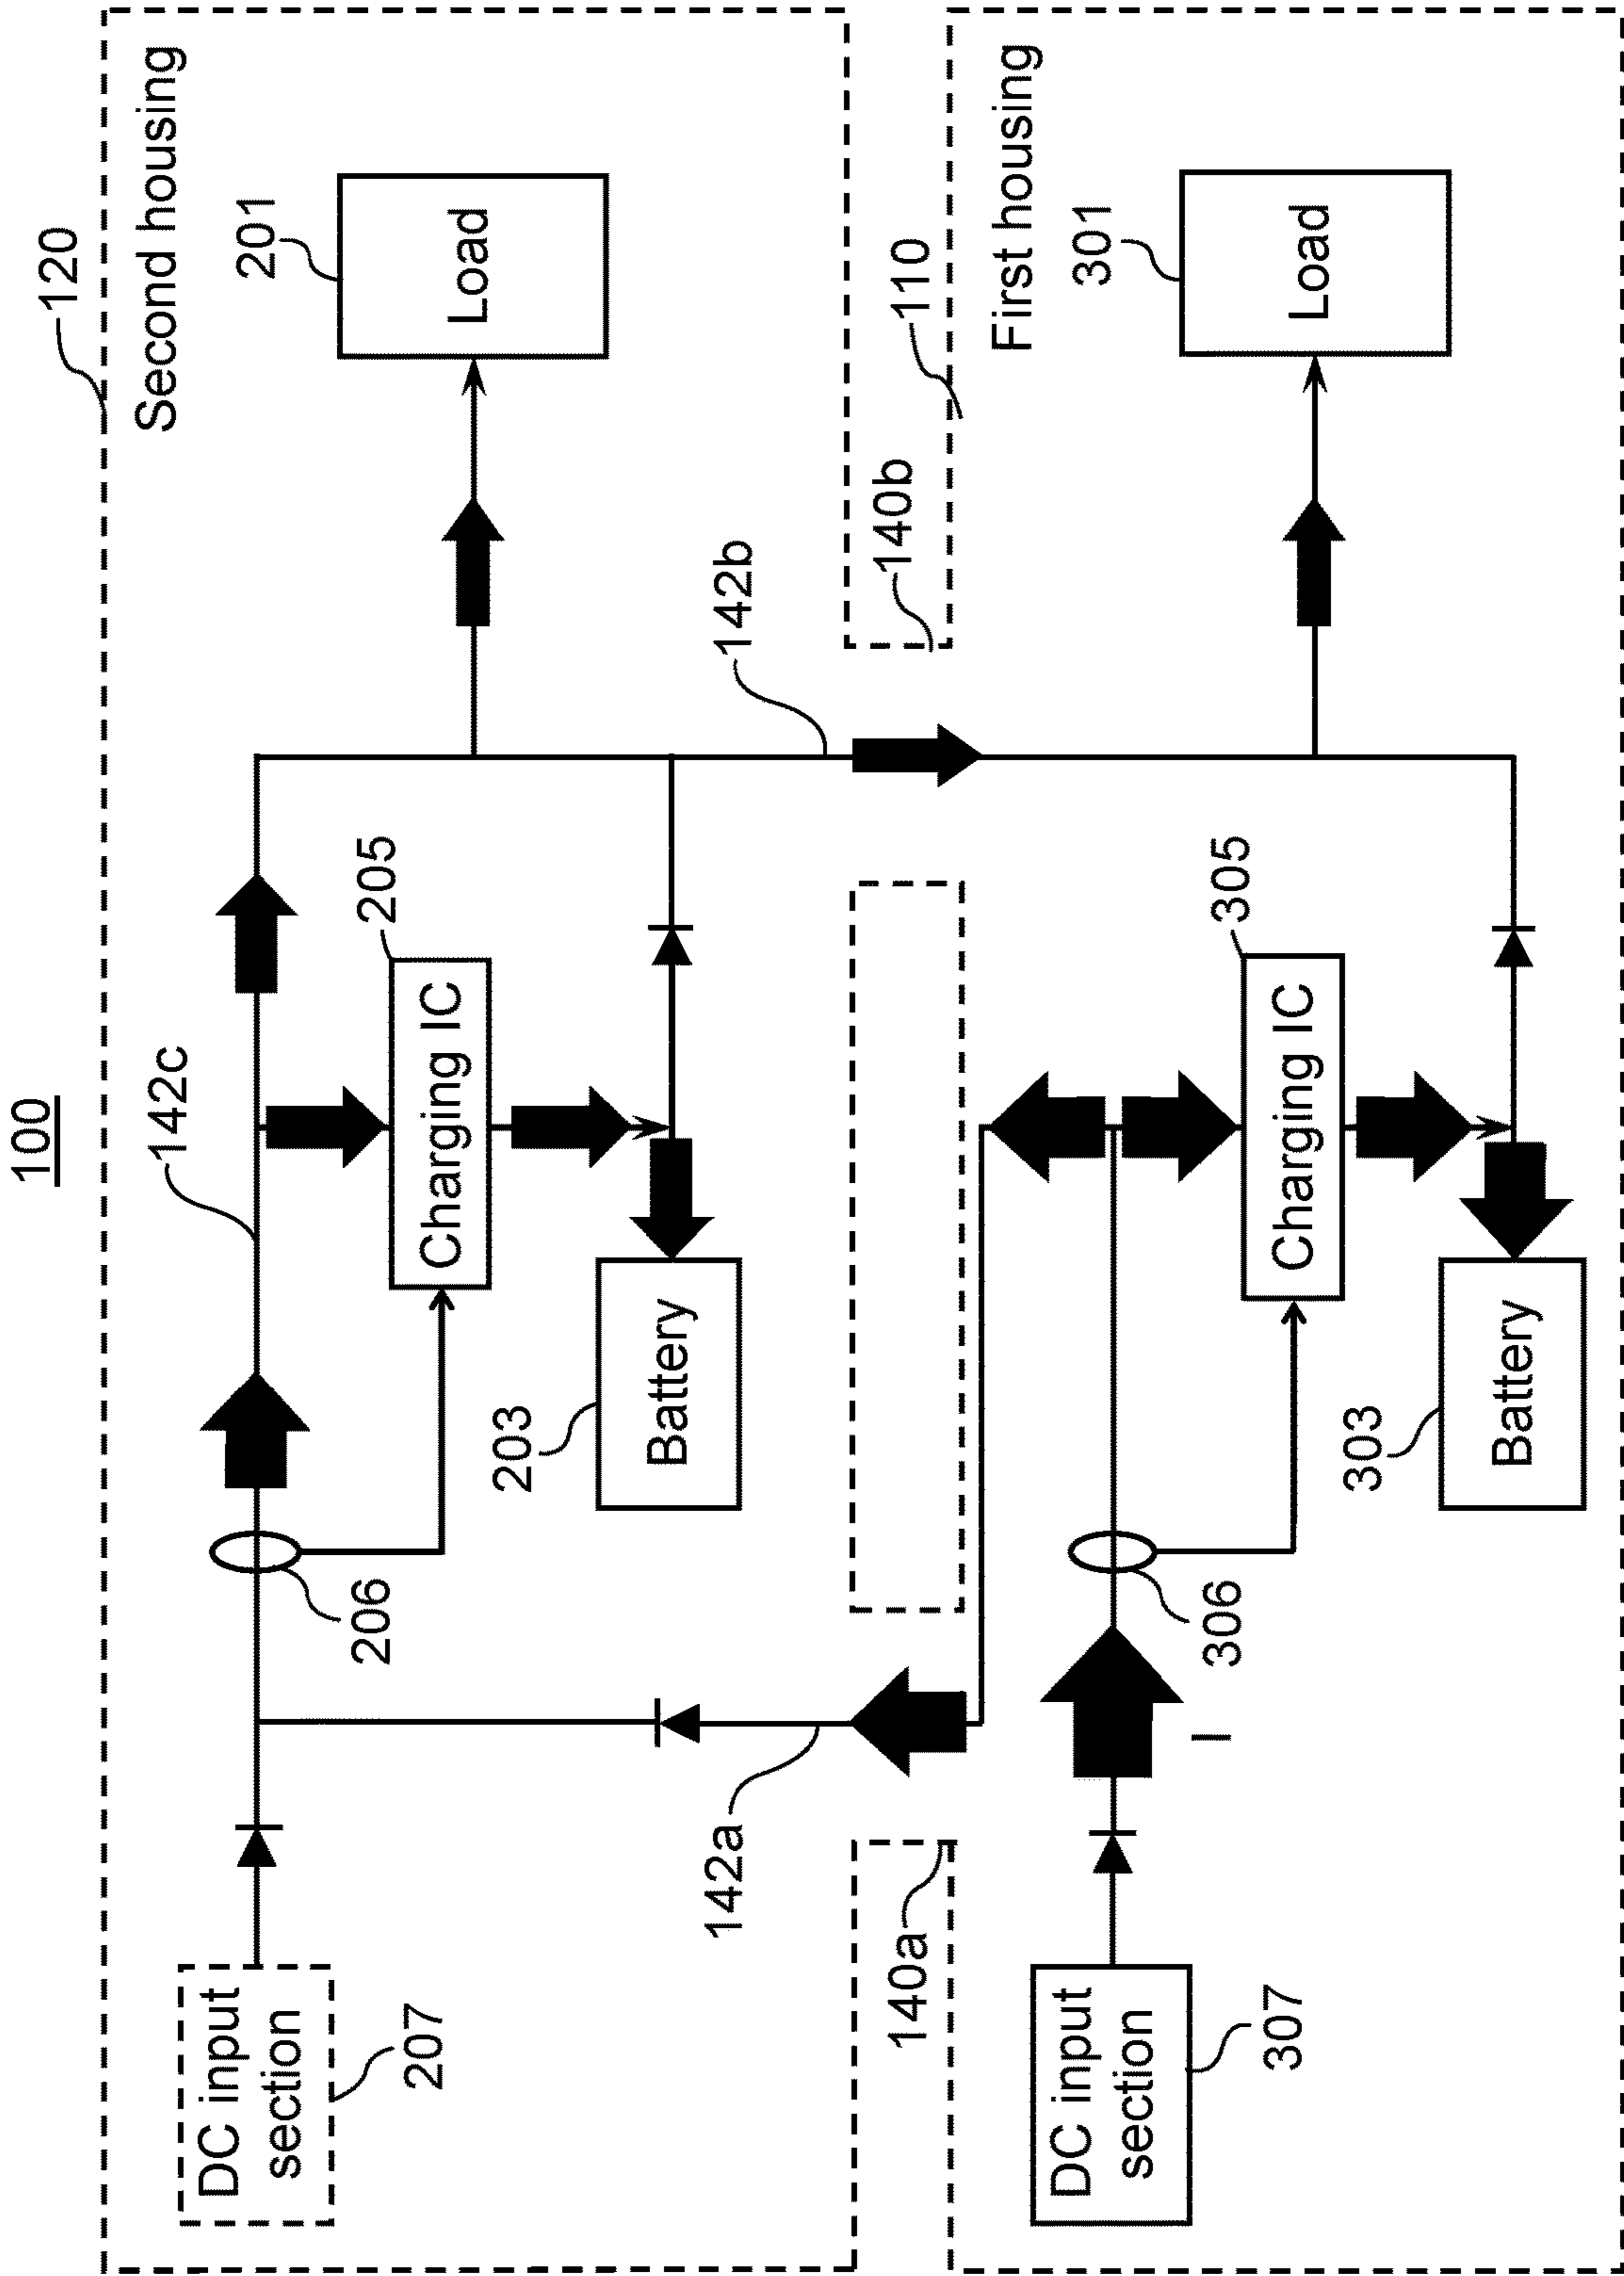 100
120
Second housing
142c
201
Load
205
Charging IC
206
203
Battery
DC input
section
207
142b
142a
140b
140a
110
First housing
301
Load
305
Charging IC
306
I
303
Battery
DC input
section
307